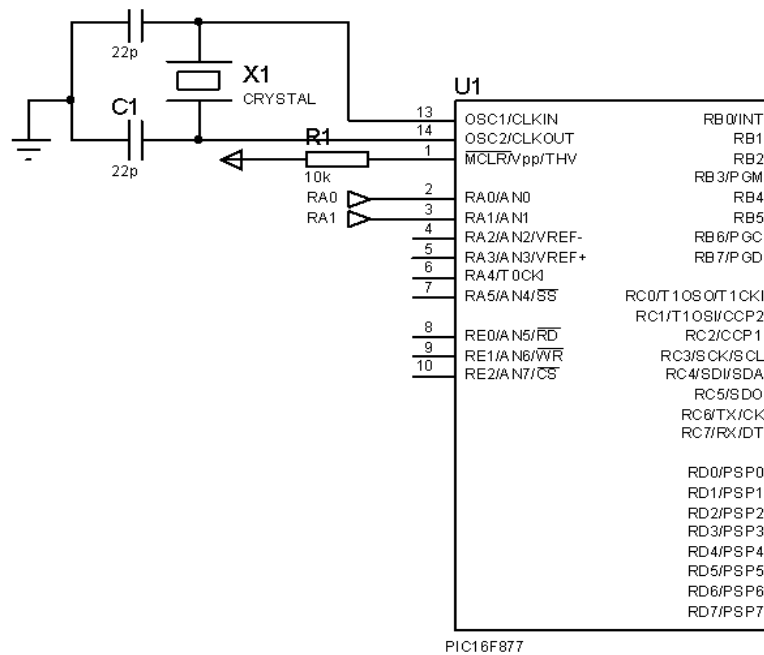 22p
X1
CRYSTAL
C1
22p
R1
10k
U1
13 OSC1/CLKIN RB0/INT
14 OSC2/CLKOUT RB1
1 MCLR/Vpp/THV RB2
RB3/PGM
RA0 2 RA0/AN0 RB4
RA1 3 RA1/AN1 RB5
4 RA2/AN2/VREF- RB6/PGC
5 RA3/AN3/VREF+ RB7/PGD
6 RA4/T0CKI
7 RA5/AN4/SS RC0/T1OSO/T1CKI
RC1/T1OSI/CCP2
8 RE0/AN5/RD RC2/CCP1
9 RE1/AN6/WR RC3/SCK/SCL
10 RE2/AN7/CS RC4/SDI/SDA
RC5/SDO
RC6/TX/CK
RC7/RX/DT
RD0/PSP0
RD1/PSP1
RD2/PSP2
RD3/PSP3
RD4/PSP4
RD5/PSP5
RD6/PSP6
RD7/PSP7
PIC16F877